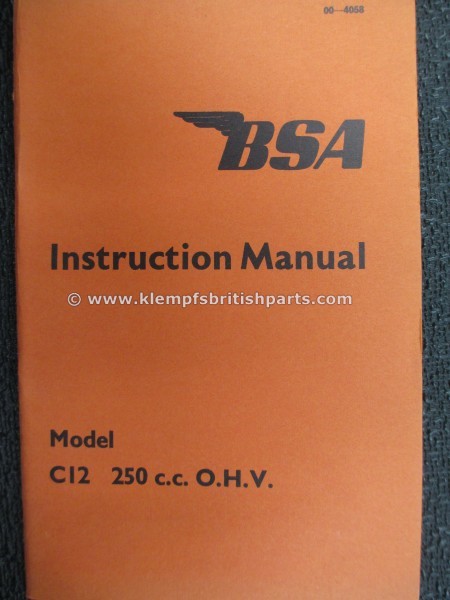 00—4058
BSA
Instruction Manual
© www.klempfsbritishparts.com
Model
C12 250 c.c. O.H.V.